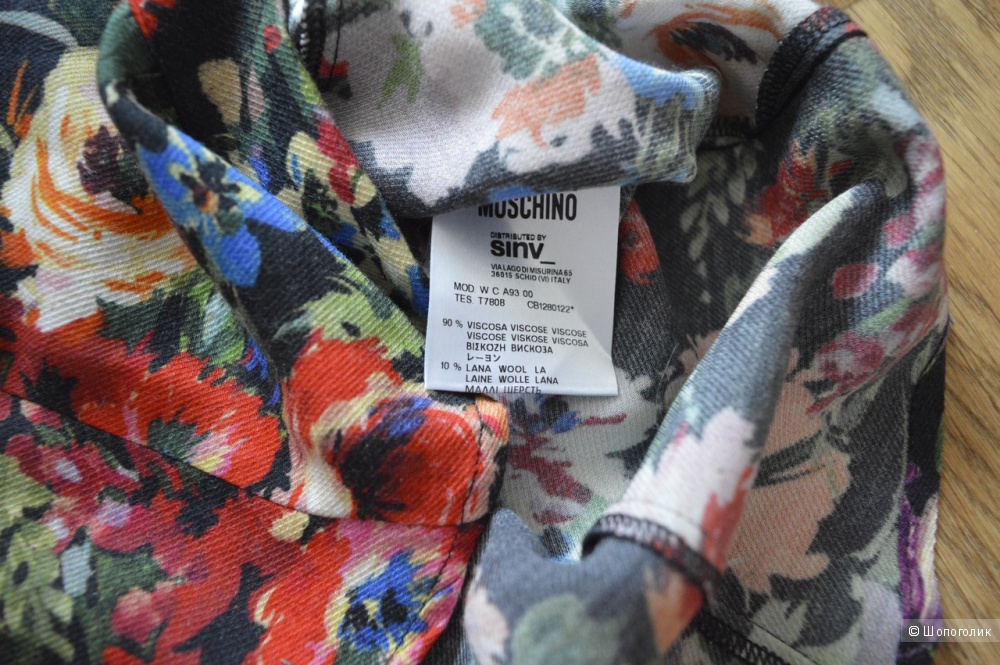 MOSCHINO
DISTRIBUTED BY
sinv_
VIA LAGO DI MISURINA 65
36015 SCHIO (VI) ITALY
MOD W C A93 00
TES T7808 CB1280122*
90 % VISCOSA VISCOSE VISCOSE
VISCOSE VISKOSE VISCOSA
ΒΙΣΚΟΖΗ ВИСКОЗА
レーヨン
10 % LANA WOOL LA
LAINE WOLLE LANA
ΜΑΛΛΙ ШЕРСТЬ
© Шопоголик